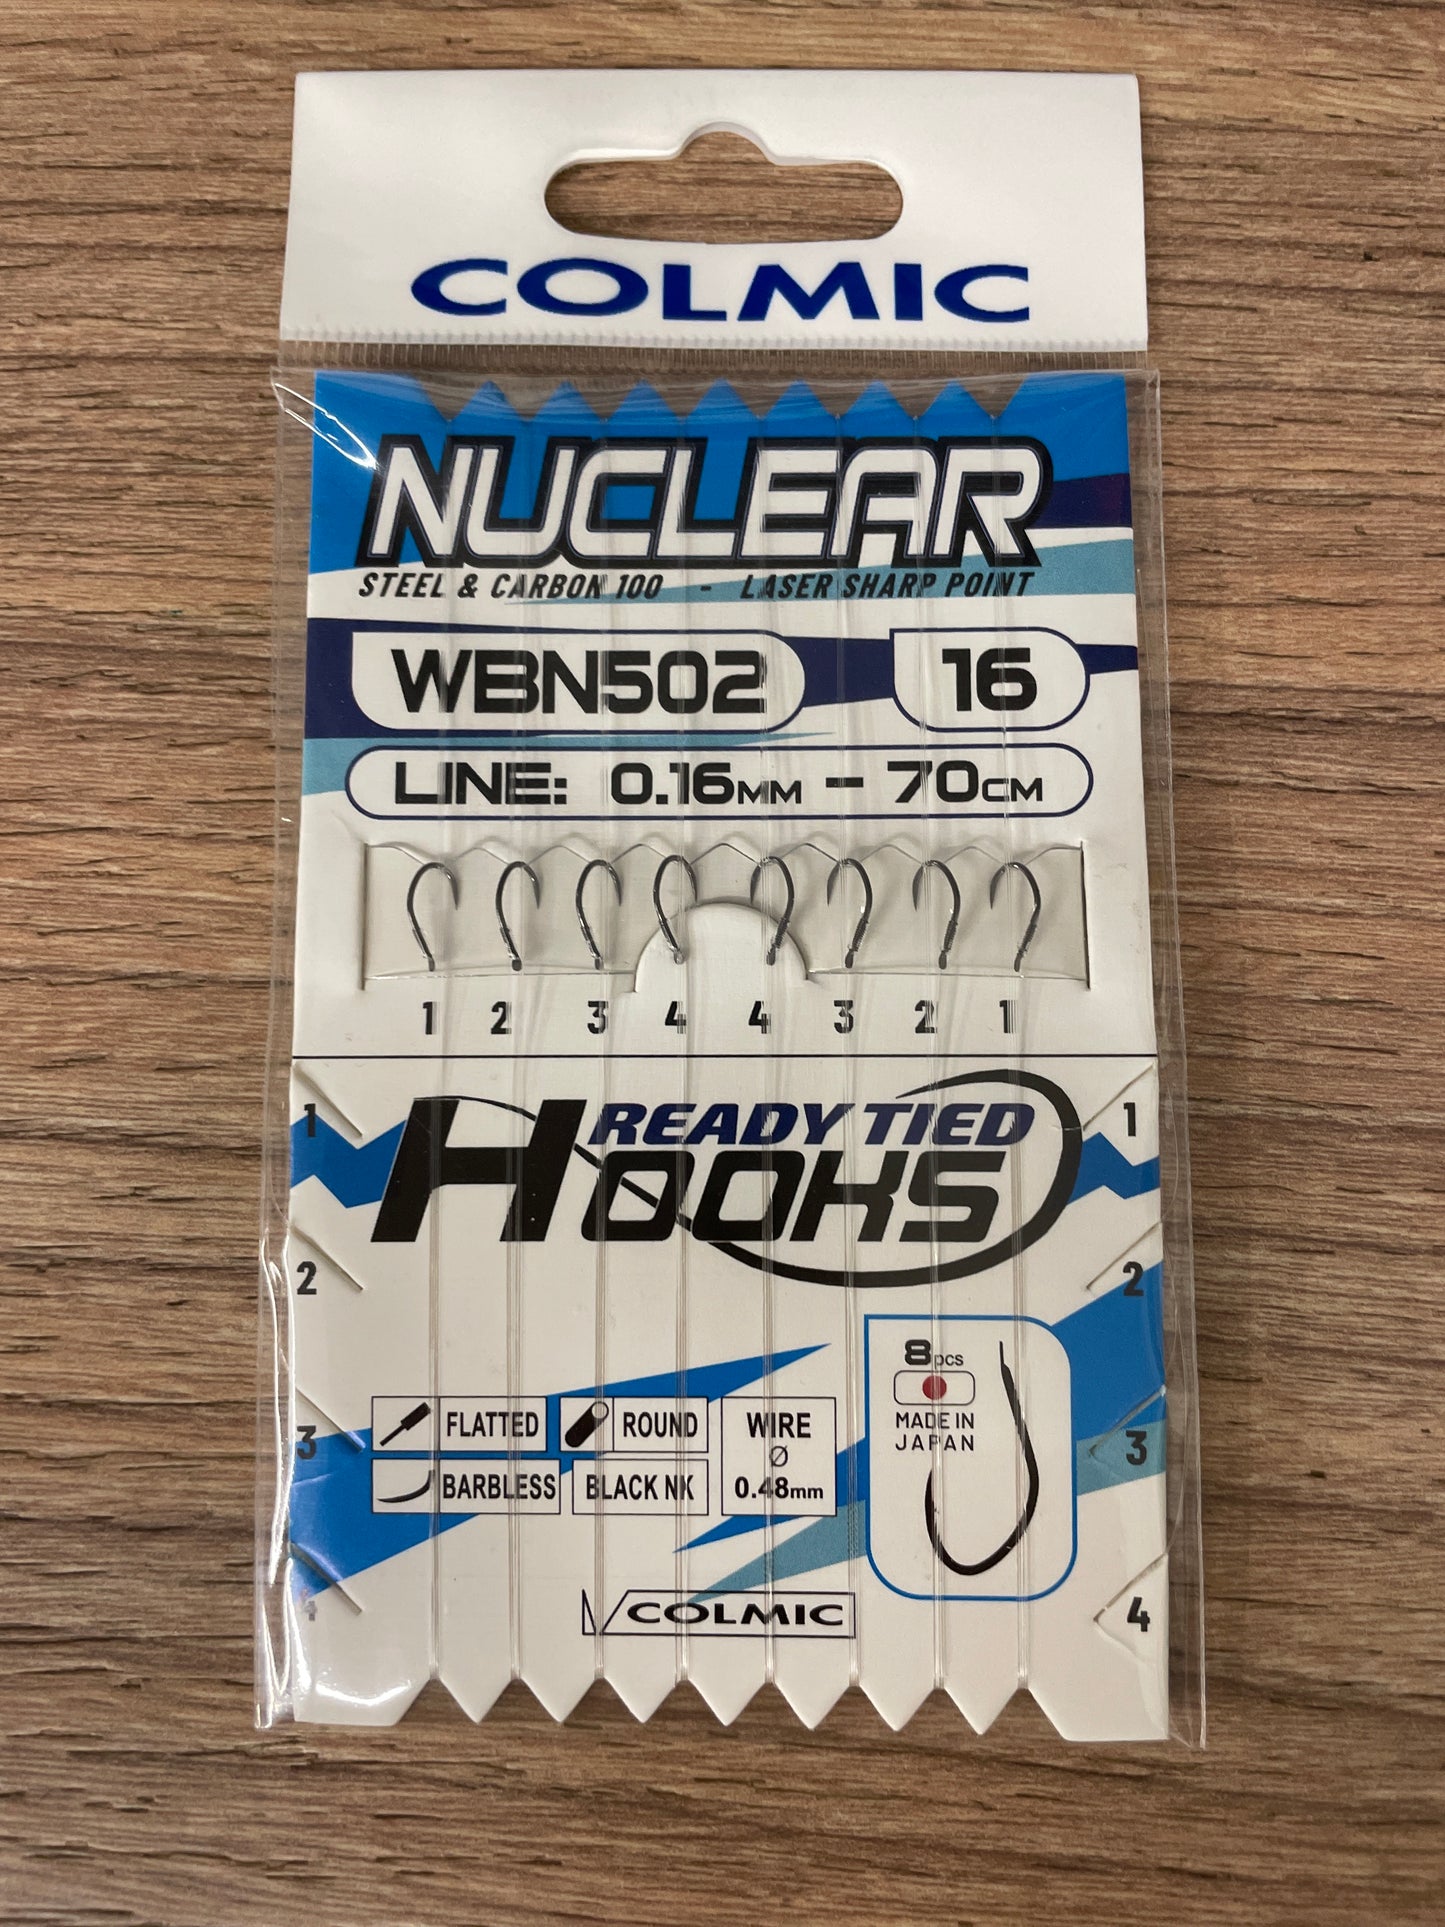 COLMIC
NUCLEAR
STEEL & CARBON 100 - LASER SHARP POINT
WBN502 16
LINE: 0.16MM - 70CM
1 2 3 4 4 3 2 1
READY TIED
HOOKS
1 1
2 2
3 3
4 4
8pcs
MADE IN
JAPAN
FLATTED ROUND
BARBLESS BLACK NK
WIRE
Ø
0.48mm
COLMIC